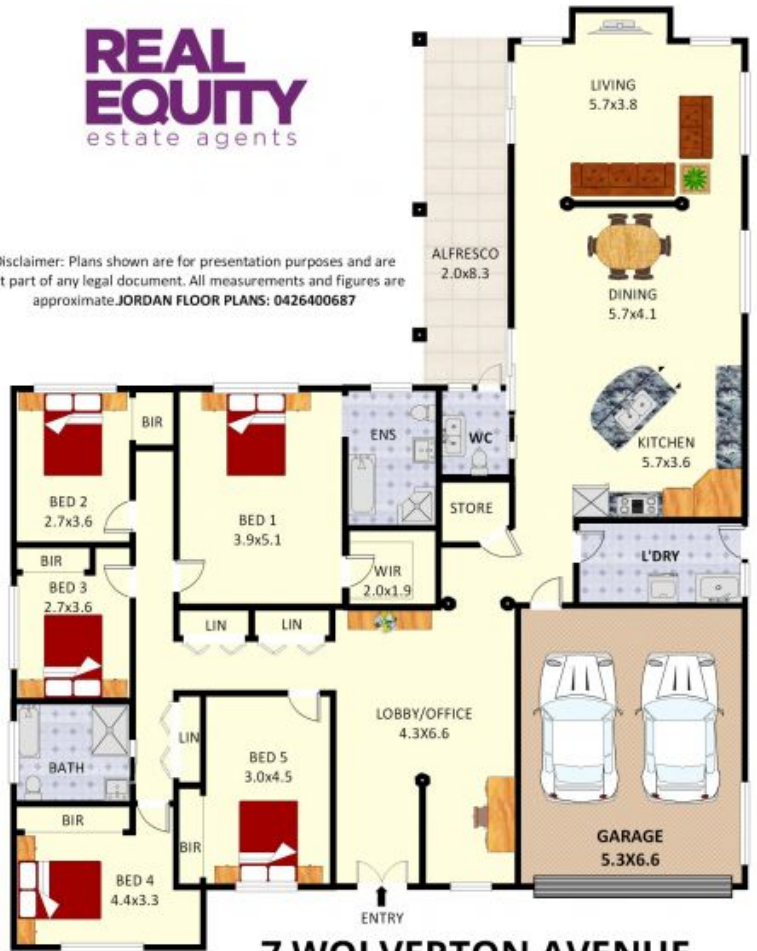 REAL
EQUITY
estate agents
Disclaimer: Plans shown are for presentation purposes and are
t part of any legal document. All measurements and figures are
approximate.JORDAN FLOOR PLANS: 0426400687
LIVING
5.7x3.8
ALFRESCO
2.0x8.3
DINING
5.7x4.1
KITCHEN
5.7x3.6
BED 2
2.7x3.6
BIR
BED 1
3.9x5.1
ENS
WC
STORE
WIR
2.0x1.9
L'DRY
BIR
BED 3
2.7x3.6
LIN
LIN
LOBBY/OFFICE
4.3X6.6
LIN
BATH
BED 5
3.0x4.5
BIR
BIR
BED 4
4.4x3.3
GARAGE
5.3X6.6
ENTRY
7 WOLVERTON AVENUE